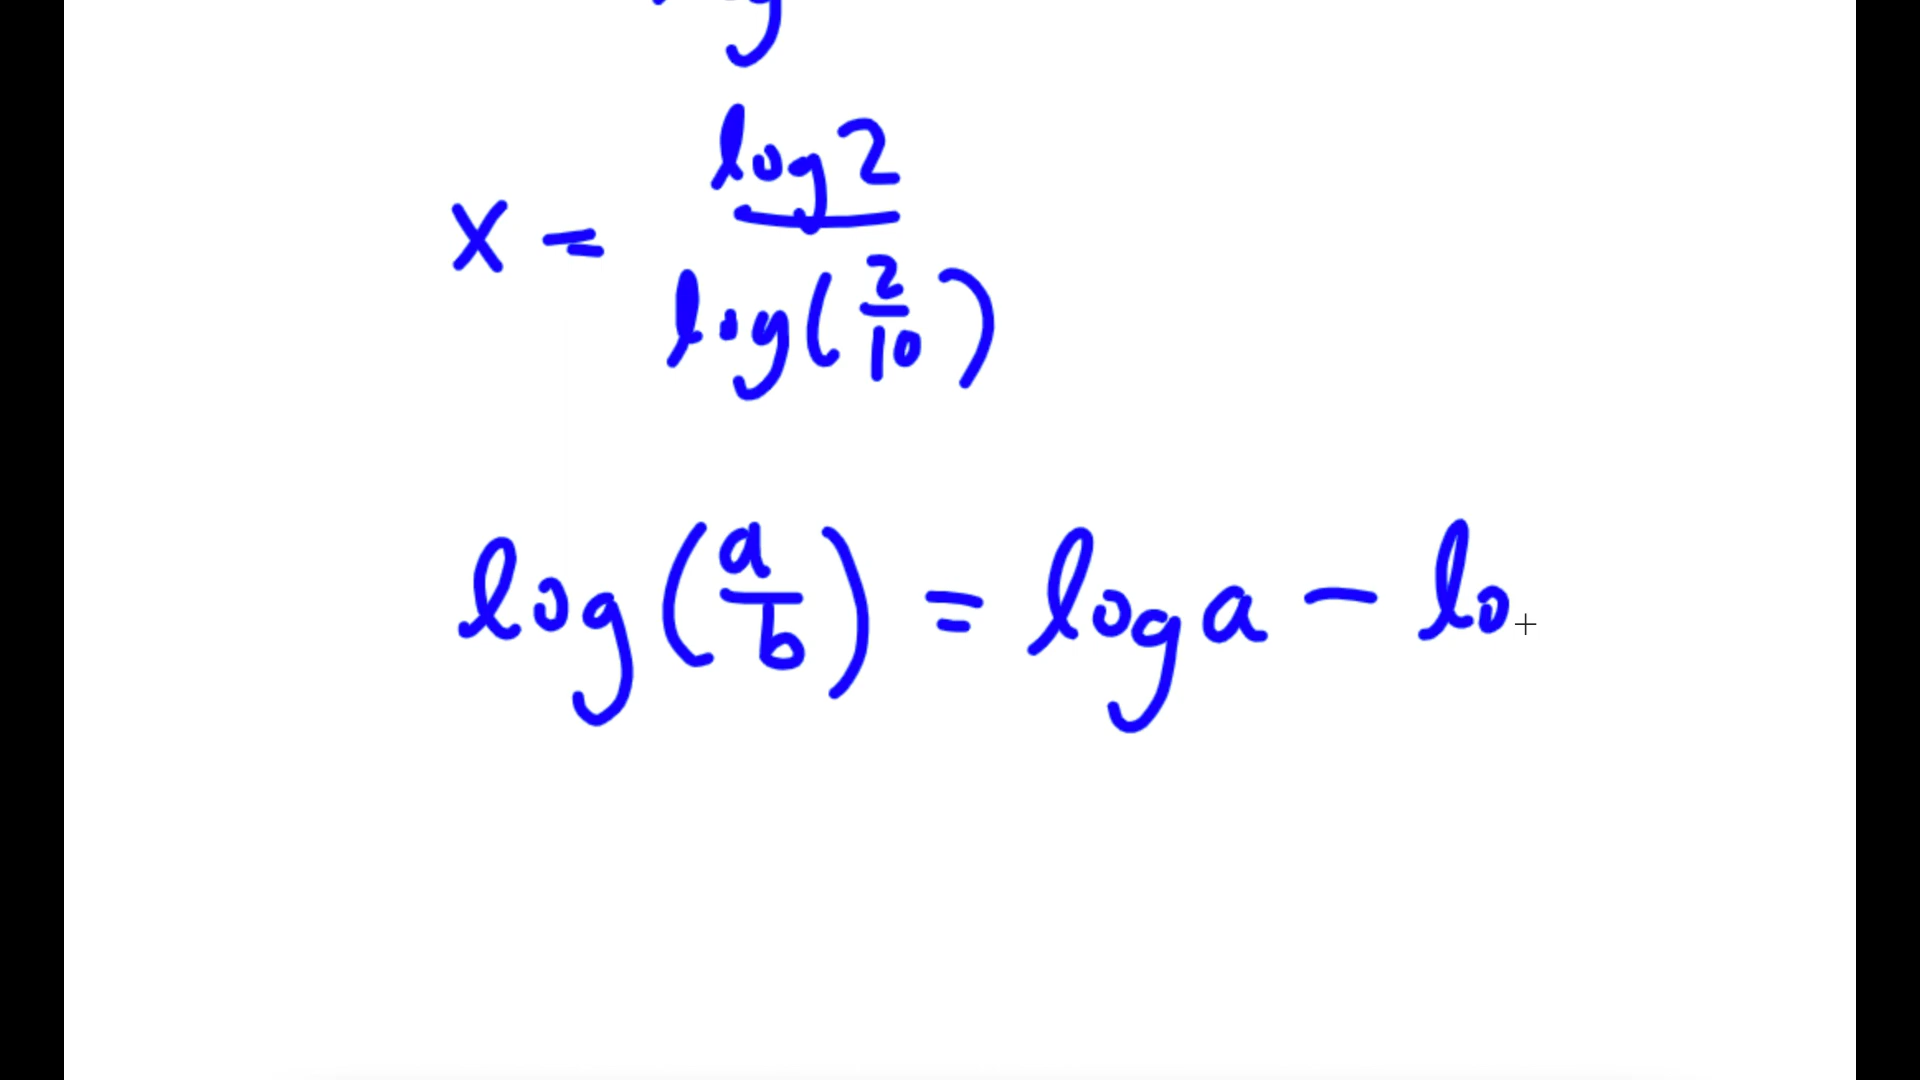 x = log 2 / log(2/10)
log(a/b) = log a - lo